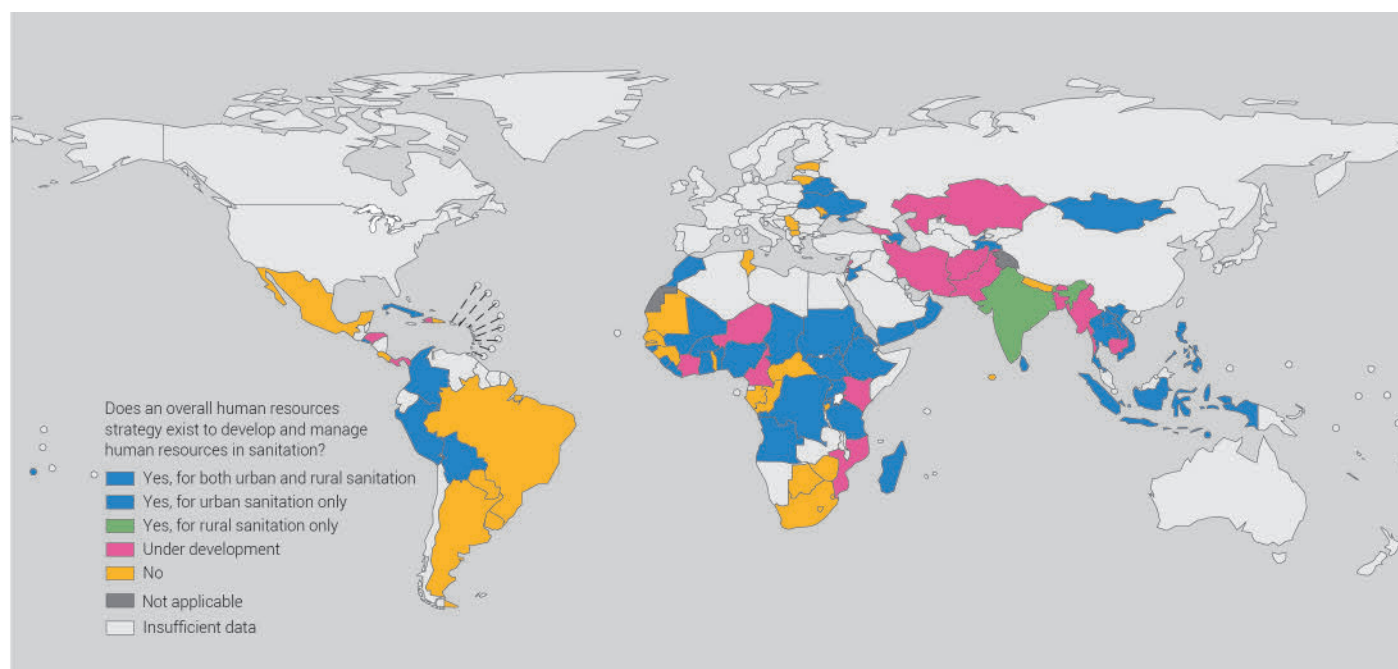 Does an overall human resources
strategy exist to develop and manage
human resources in sanitation?
Yes, for both urban and rural sanitation
Yes, for urban sanitation only
Yes, for rural sanitation only
Under development
No
Not applicable
Insufficient data